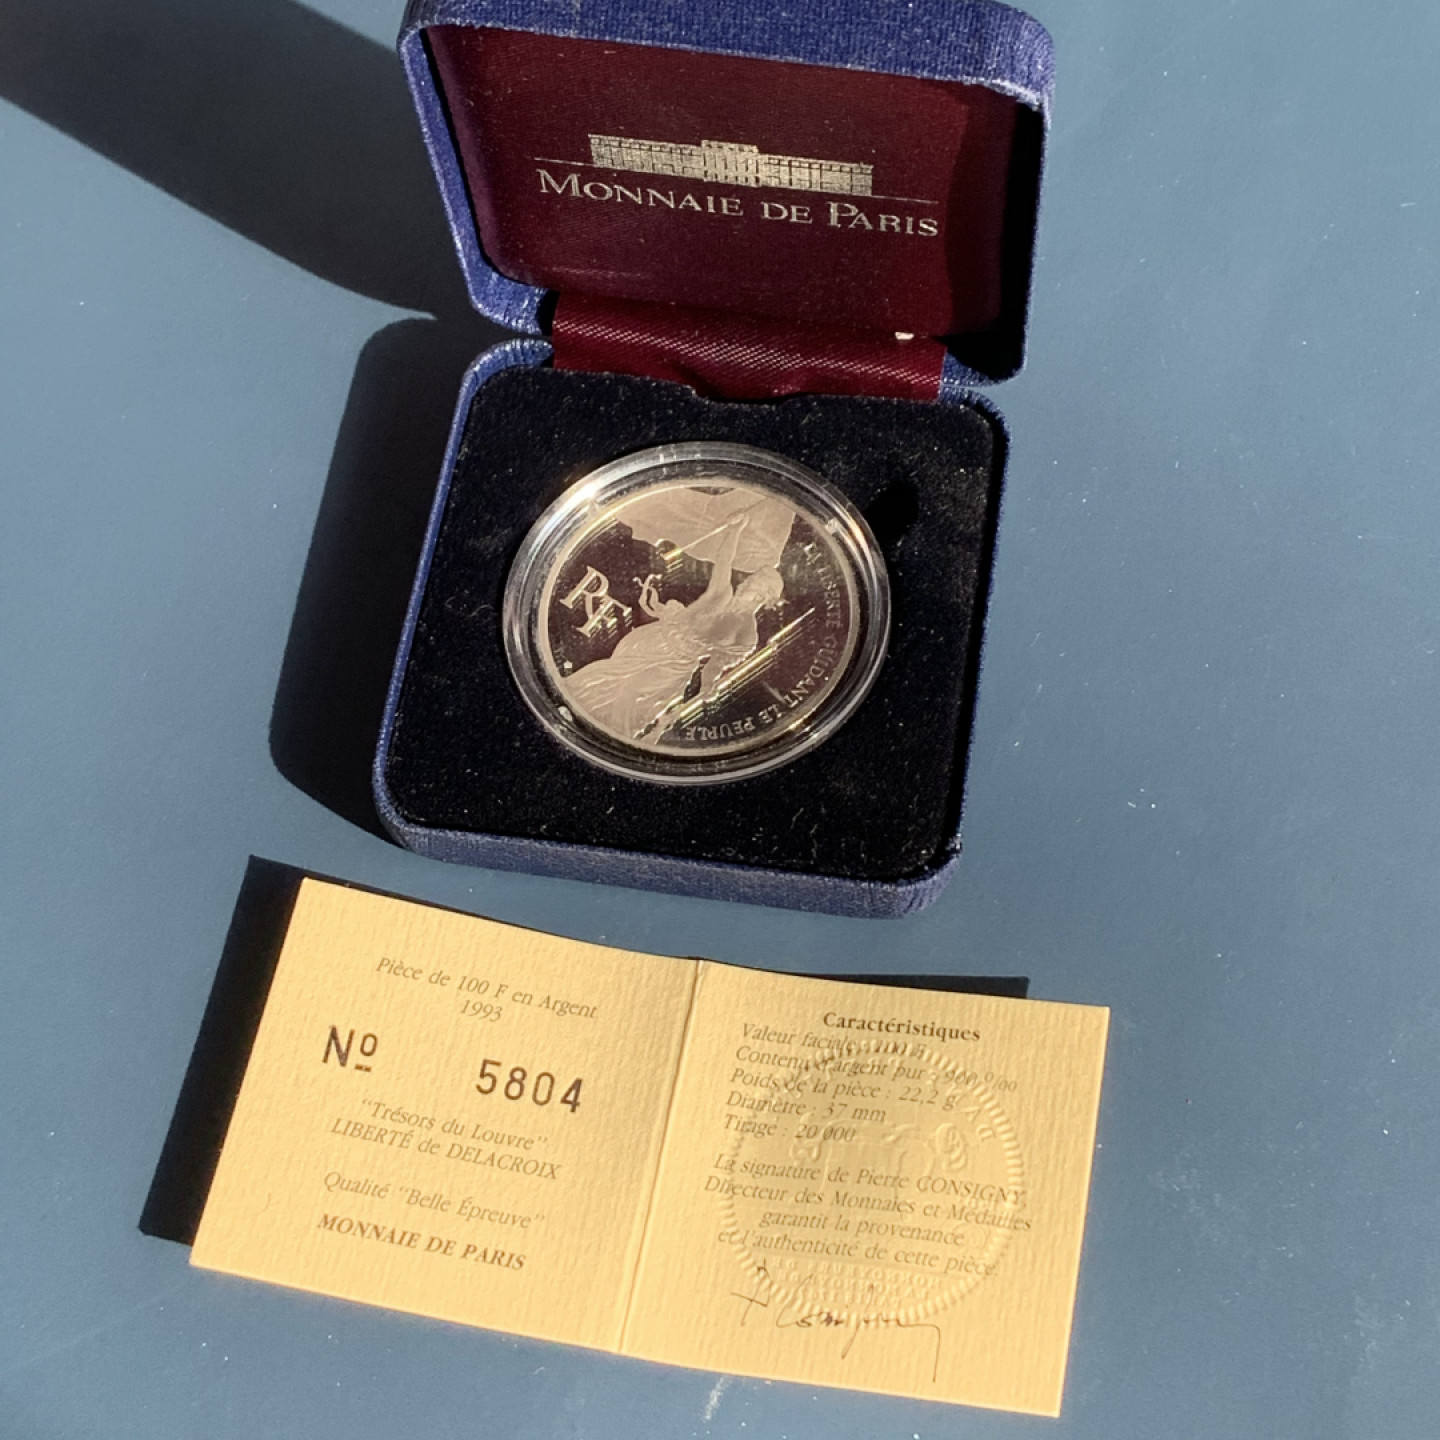 MONNAIE DE PARIS
RF
LA LIBERTÉ GUIDANT LE PEUPLE
Pièce de 100 F en Argent
1993
Nº 5804
"Trésors du Louvre"
LIBERTÉ de DELACROIX
Qualité "Belle Épreuve"
MONNAIE DE PARIS
Caractéristiques
Valeur faciale : 100 F
Contenu d'argent pur : 900 º/oo
Poids de la pièce : 22,2 g
Diamètre : 37 mm
Tirage : 20 000
La signature de Pierre CONSIGNY,
Directeur des Monnaies et Médailles
garantit la provenance
et l'authenticité de cette pièce.